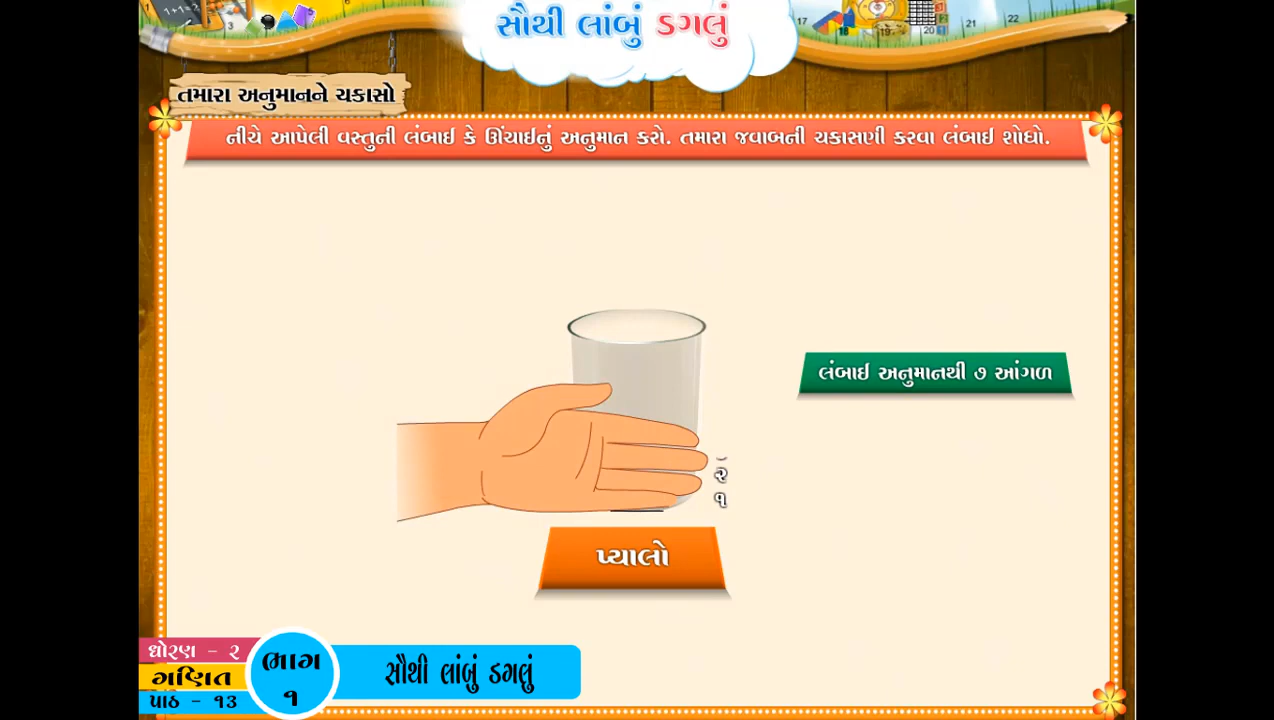 સૌથી લાંબું ડગલું
તમારા અનુમાનને ચકાસો
નીચે આપેલી વસ્તુની લંબાઈ કે ઊંચાઈનું અનુમાન કરો. તમારા જવાબની ચકાસણી કરવા લંબાઈ શોધો.
લંબાઈ અનુમાનથી ૭ આંગળ
૨
૧
પ્યાલો
ધોરણ - ૨
ગણિત
પાઠ - ૧૩
ભાગ
૧
સૌથી લાંબું ડગલું